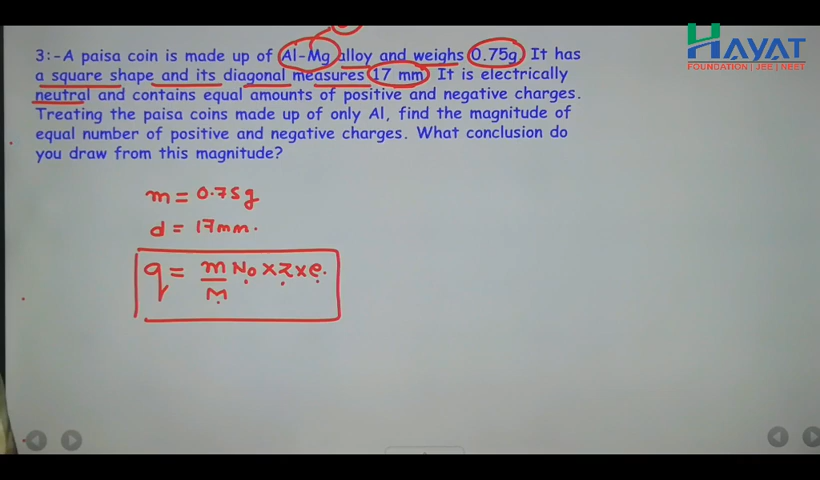 HAYAT
FOUNDATION | JEE | NEET
3:-A paisa coin is made up of Al-Mg alloy and weighs 0.75g. It has
a square shape and its diagonal measures 17 mm. It is electrically
neutral and contains equal amounts of positive and negative charges.
Treating the paisa coins made up of only Al, find the magnitude of
equal number of positive and negative charges. What conclusion do
you draw from this magnitude?
m = 0.75g
d = 17mm.
q = m/M N₀ × Z × e.